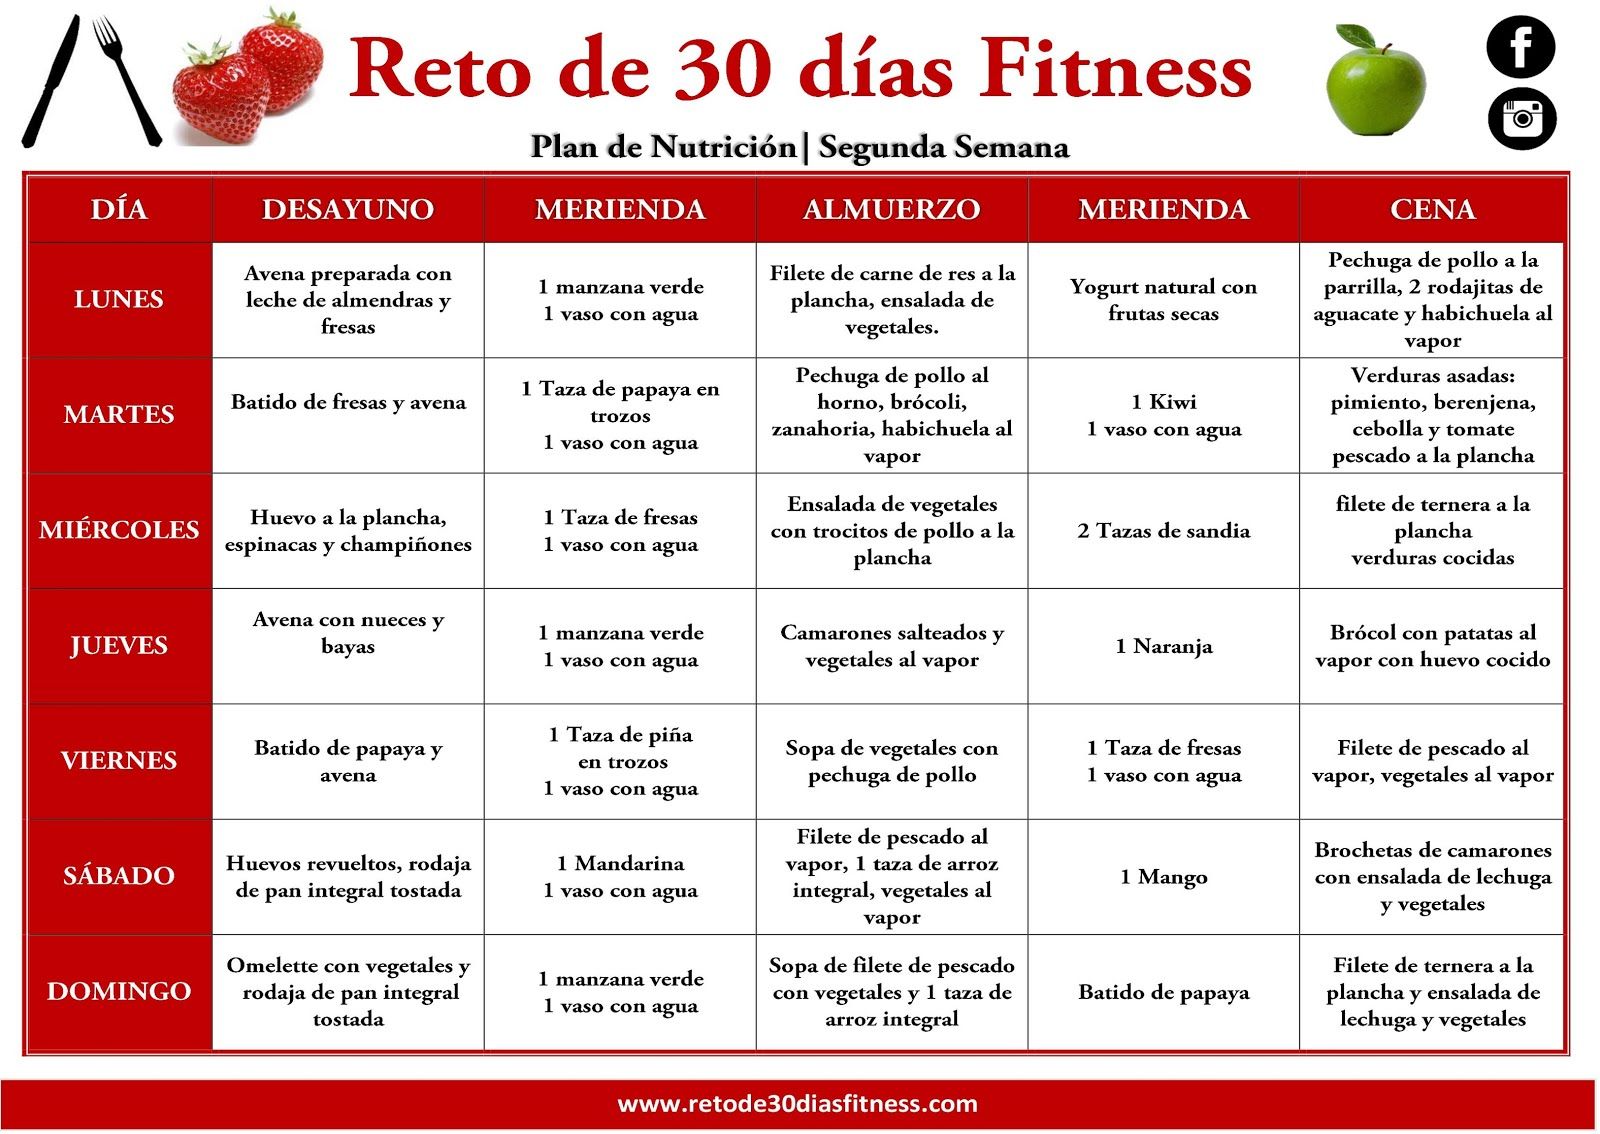 Reto de 30 días Fitness
Plan de Nutrición| Segunda Semana
DÍA
DESAYUNO
MERIENDA
ALMUERZO
MERIENDA
CENA
LUNES
Avena preparada con
leche de almendras y
fresas
1 manzana verde
1 vaso con agua
Filete de carne de res a la
plancha, ensalada de
vegetales.
Yogurt natural con
frutas secas
Pechuga de pollo a la
parrilla, 2 rodajitas de
aguacate y habichuela al
vapor
MARTES
Batido de fresas y avena
1 Taza de papaya en
trozos
1 vaso con agua
Pechuga de pollo al
horno, brócoli,
zanahoria, habichuela al
vapor
1 Kiwi
1 vaso con agua
Verduras asadas:
pimiento, berenjena,
cebolla y tomate
pescado a la plancha
MIÉRCOLES
Huevo a la plancha,
espinacas y champiñones
1 Taza de fresas
1 vaso con agua
Ensalada de vegetales
con trocitos de pollo a la
plancha
2 Tazas de sandia
filete de ternera a la
plancha
verduras cocidas
JUEVES
Avena con nueces y
bayas
1 manzana verde
1 vaso con agua
Camarones salteados y
vegetales al vapor
1 Naranja
Brócol con patatas al
vapor con huevo cocido
VIERNES
Batido de papaya y
avena
1 Taza de piña
en trozos
1 vaso con agua
Sopa de vegetales con
pechuga de pollo
1 Taza de fresas
1 vaso con agua
Filete de pescado al
vapor, vegetales al vapor
SÁBADO
Huevos revueltos, rodaja
de pan integral tostada
1 Mandarina
1 vaso con agua
Filete de pescado al
vapor, 1 taza de arroz
integral, vegetales al
vapor
1 Mango
Brochetas de camarones
con ensalada de lechuga
y vegetales
DOMINGO
Omelette con vegetales y
rodaja de pan integral
tostada
1 manzana verde
1 vaso con agua
Sopa de filete de pescado
con vegetales y 1 taza de
arroz integral
Batido de papaya
Filete de ternera a la
plancha y ensalada de
lechuga y vegetales
www.retode30diasfitness.com